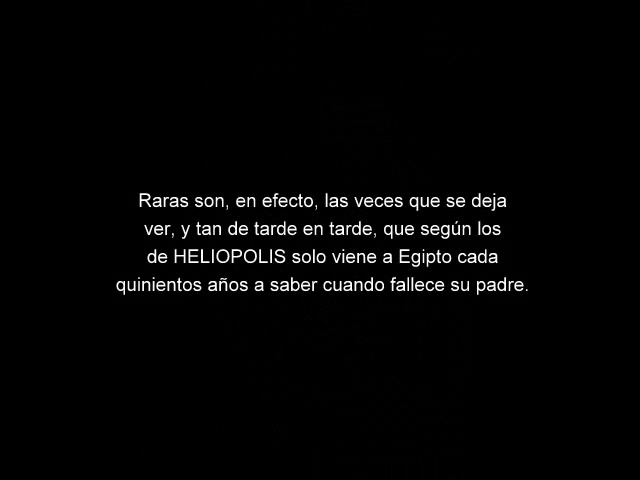 Raras son, en efecto, las veces que se deja
ver, y tan de tarde en tarde, que según los
de HELIOPOLIS solo viene a Egipto cada
quinientos años a saber cuando fallece su padre.